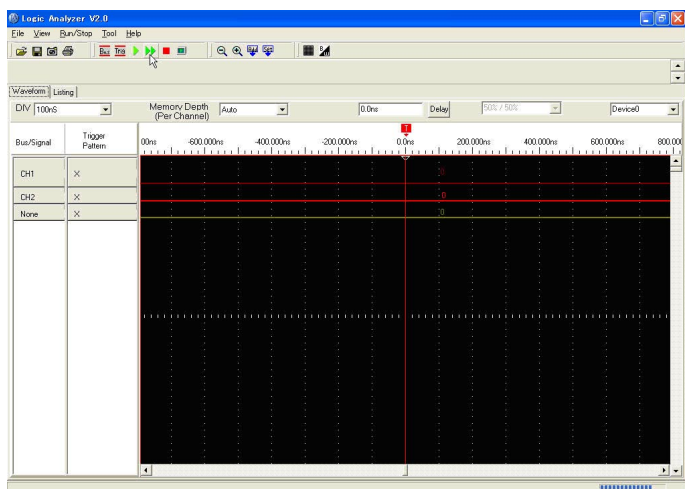 Logic Analyzer V2.0
File View Run/Stop Tool Help
Bus Trig
Waveform Listing
DIV 100nS Memory Depth (Per Channel) Auto 0.0ns Delay 50% / 50% Device0
Bus/Signal Trigger Pattern
T
00ns -600.000ns -400.000ns -200.000ns 0.0ns 200.000ns 400.000ns 600.000ns 800.00
CH1 X 0
CH2 X 0
None X 0